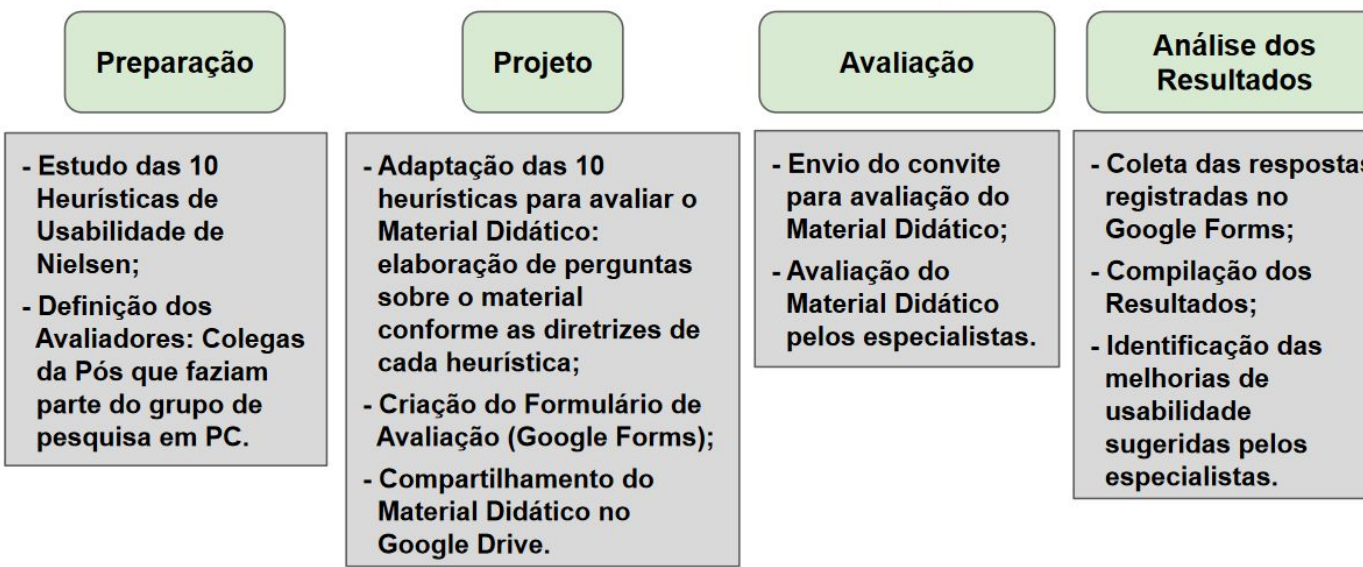 Preparação
- Estudo das 10
Heurísticas de
Usabilidade de
Nielsen;
- Definição dos
Avaliadores: Colegas
da Pós que faziam
parte do grupo de
pesquisa em PC.
Projeto
- Adaptação das 10
heurísticas para avaliar o
Material Didático:
elaboração de perguntas
sobre o material
conforme as diretrizes de
cada heurística;
- Criação do Formulário de
Avaliação (Google Forms);
- Compartilhamento do
Material Didático no
Google Drive.
Avaliação
- Envio do convite
para avaliação do
Material Didático;
- Avaliação do
Material Didático
pelos especialistas.
Análise dos
Resultados
- Coleta das respostas
registradas no
Google Forms;
- Compilação dos
Resultados;
- Identificação das
melhorias de
usabilidade
sugeridas pelos
especialistas.